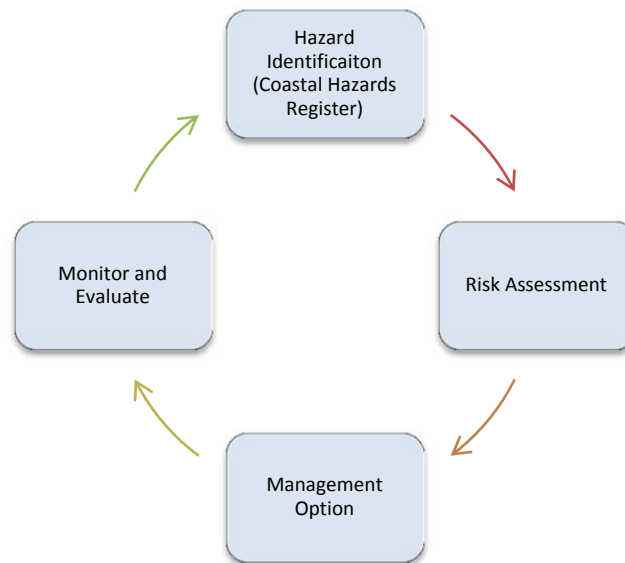 Hazard
Identificaiton
(Coastal Hazards
Register)
Risk Assessment
Management
Option
Monitor and
Evaluate